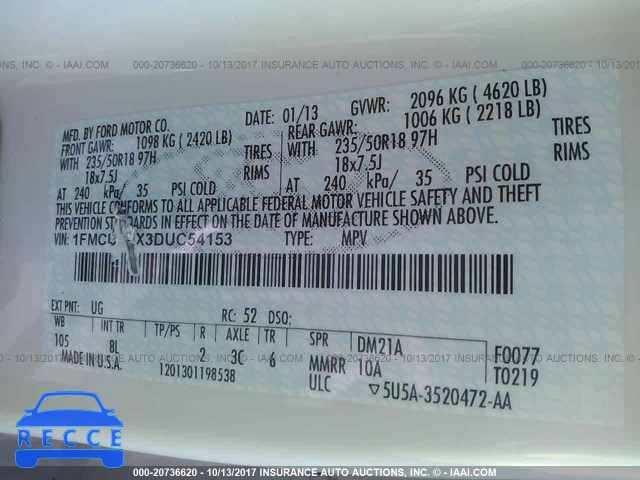 000-20736620 - 10/13/2017 INSURANCE AUTO AUCTIONS, INC. - © - IAAI.COM
MFD. BY FORD MOTOR CO. DATE: 01/13 GVWR: 2096 KG ( 4620 LB)
FRONT GAWR: 1098 KG ( 2420 LB) REAR GAWR: 1006 KG ( 2218 LB)
WITH 235/50R18 97H TIRES WITH 235/50R18 97H TIRES
18x7.5J RIMS 18x7.5J RIMS
AT 240 kPa/ 35 PSI COLD AT 240 kPa/ 35 PSI COLD
THIS VEHICLE CONFORMS TO ALL APPLICABLE FEDERAL MOTOR VEHICLE SAFETY AND THEFT
PREVENTION STANDARDS IN EFFECT ON THE DATE OF MANUFACTURE SHOWN ABOVE.
VIN: X3DUC54153 TYPE: MPV
EXT PNT: UG RC: 52 DSO:
WB INT TR TP/PS R AXLE TR SPR DM21A F0077
105 8L 2 3C 6 MMRR 10A T0219
MADE IN U.S.A. 1201301198538 ULC 5U5A-3520472-AA
RECCE
000-20736620 - 10/13/2017 INSURANCE AUTO AUCTIONS, INC. - © - IAAI.COM